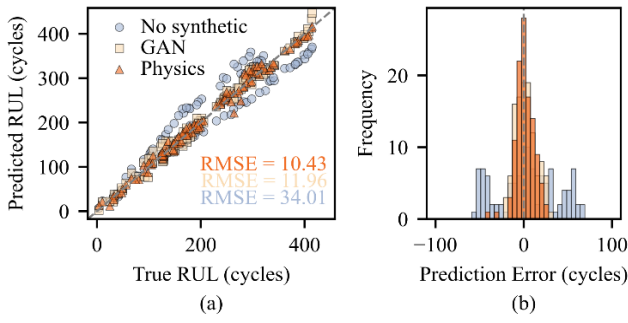 No synthetic
GAN
Physics
RMSE = 10.43
RMSE = 11.96
RMSE = 34.01
Predicted RUL (cycles)
400
300
200
100
0
0 200 400
True RUL (cycles)
(a)
Frequency
20
10
0
−100 0 100
Prediction Error (cycles)
(b)